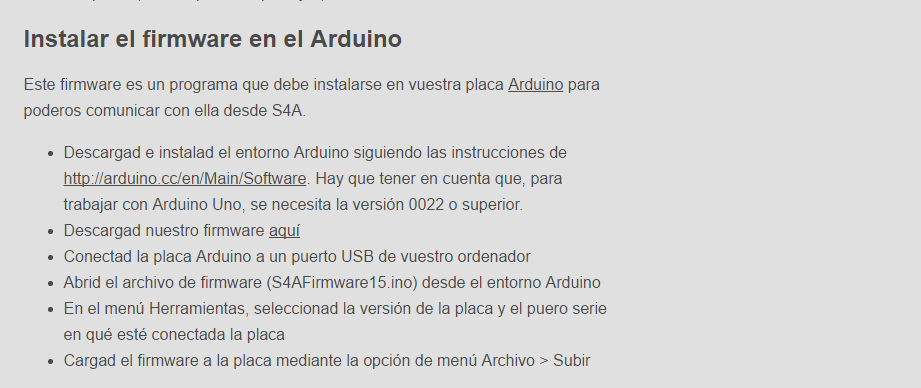 Instalar el firmware en el Arduino
Este firmware es un programa que debe instalarse en vuestra placa Arduino para
poderos comunicar con ella desde S4A.
• Descargad e instalad el entorno Arduino siguiendo las instrucciones de
http://arduino.cc/en/Main/Software. Hay que tener en cuenta que, para
trabajar con Arduino Uno, se necesita la versión 0022 o superior.
• Descargad nuestro firmware aquí
• Conectad la placa Arduino a un puerto USB de vuestro ordenador
• Abrid el archivo de firmware (S4AFirmware15.ino) desde el entorno Arduino
• En el menú Herramientas, seleccionad la versión de la placa y el puero serie
en qué esté conectada la placa
• Cargad el firmware a la placa mediante la opción de menú Archivo > Subir